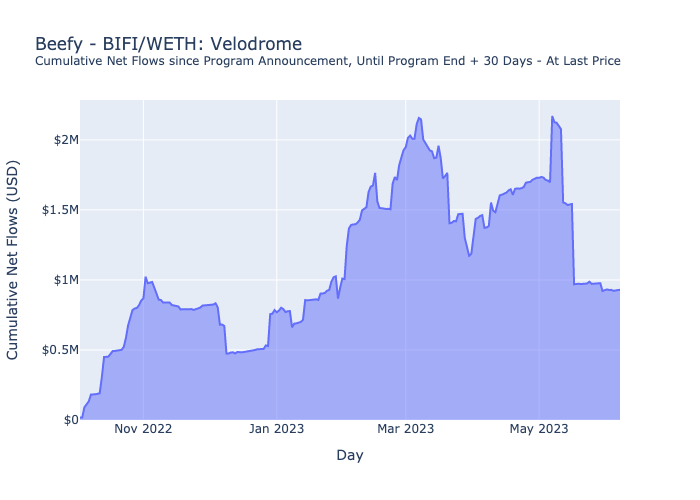 Beefy - BIFI/WETH: Velodrome
Cumulative Net Flows since Program Announcement, Until Program End + 30 Days - At Last Price
Cumulative Net Flows (USD)
$2M
$1.5M
$1M
$0.5M
$0
Nov 2022
Jan 2023
Mar 2023
May 2023
Day